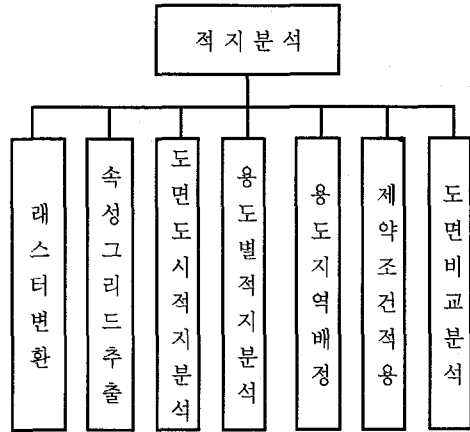 적지분석
래스터변환
속성그리드추출
도면도시적지분석
용도별적지분석
용도지역배정
제약조건적용
도면비교분석